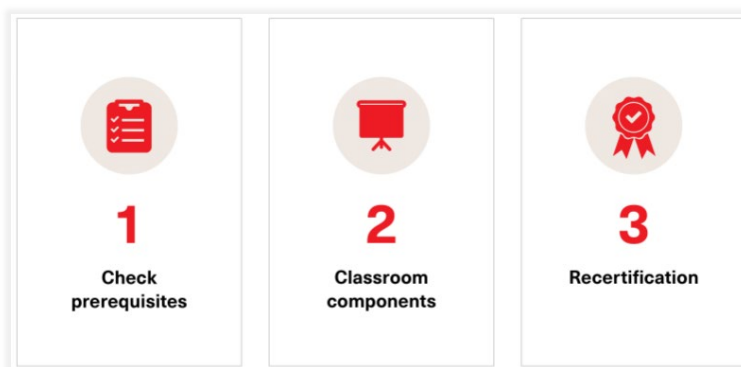 1
Check
prerequisites
2
Classroom
components
3
Recertification